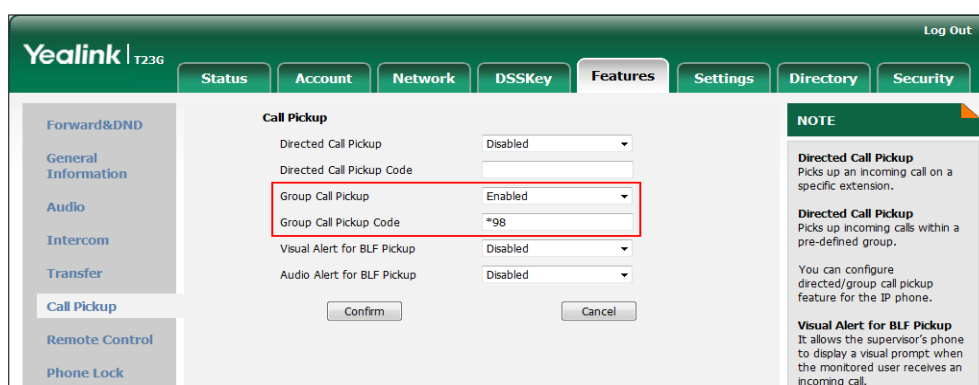 Log Out
Yealink | T23G
Status Account Network DSSKey Features Settings Directory Security
Forward&DND
General
Information
Audio
Intercom
Transfer
Call Pickup
Remote Control
Phone Lock
Call Pickup
Directed Call Pickup Disabled
Directed Call Pickup Code
Group Call Pickup Enabled
Group Call Pickup Code *98
Visual Alert for BLF Pickup Disabled
Audio Alert for BLF Pickup Disabled
Confirm Cancel
NOTE
Directed Call Pickup
Picks up an incoming call on a
specific extension.
Directed Call Pickup
Picks up incoming calls within a
pre-defined group.
You can configure
directed/group call pickup
feature for the IP phone.
Visual Alert for BLF Pickup
It allows the supervisor's phone
to display a visual prompt when
the monitored user receives an
incoming call.